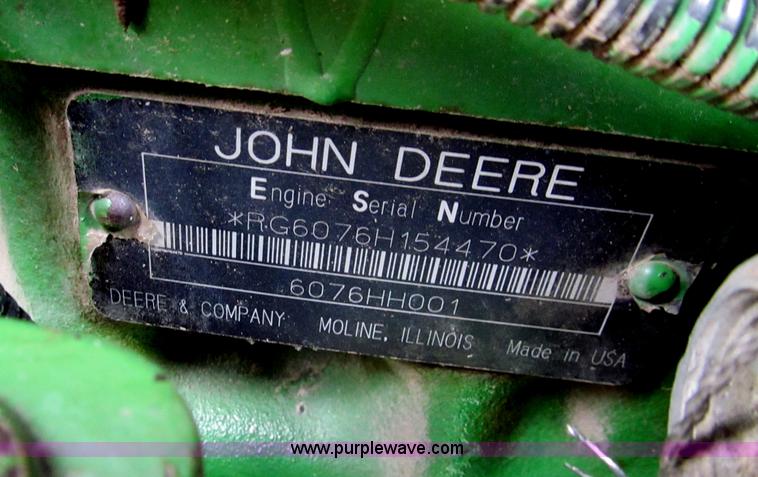 JOHN DEERE
Engine Serial Number
*RG6076H154470*
6076HH001
DEERE & COMPANY MOLINE, ILLINOIS Made in USA
www.purplewave.com